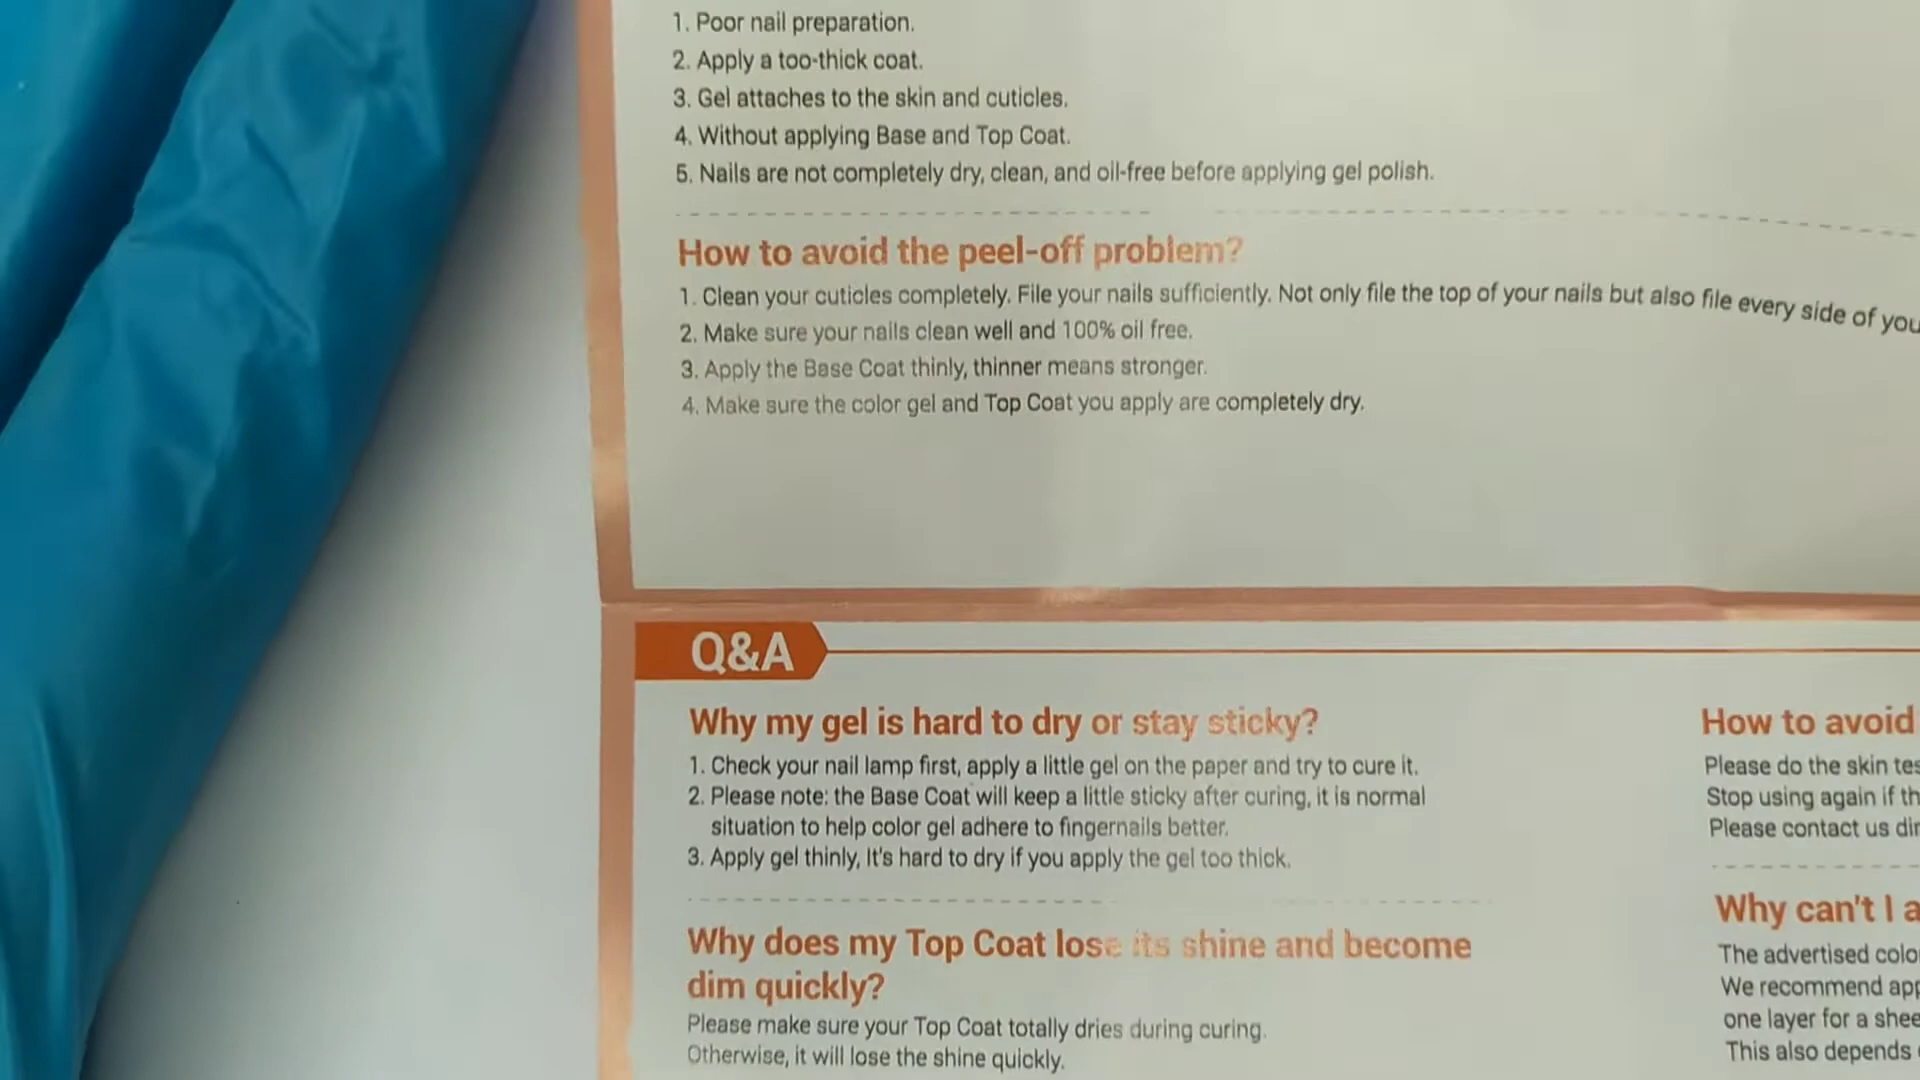 1. Poor nail preparation.
2. Apply a too-thick coat.
3. Gel attaches to the skin and cuticles.
4. Without applying Base and Top Coat.
5. Nails are not completely dry, clean, and oil-free before applying gel polish.
How to avoid the peel-off problem?
1. Clean your cuticles completely. File your nails sufficiently. Not only file the top of your nails but also file every side of
2. Make sure your nails clean well and 100% oil free.
3. Apply the Base Coat thinly, thinner means stronger.
4. Make sure the color gel and Top Coat you apply are completely dry.
Q&A
Why my gel is hard to dry or stay sticky?
1. Check your nail lamp first, apply a little gel on the paper and try to cure it.
2. Please note: the Base Coat will keep a little sticky after curing, it is normal
situation to help color gel adhere to fingernails better.
3. Apply gel thinly, It's hard to dry if you apply the gel too thick.
Why does my Top Coat lose its shine and become
dim quickly?
Please make sure your Top Coat totally dries during curing.
Otherwise, it will lose the shine quickly.
How to avoid
Please do the skin
Stop using again if
Please contact us
Why can't I
The advertised
We recommend
one layer for a
This also depends